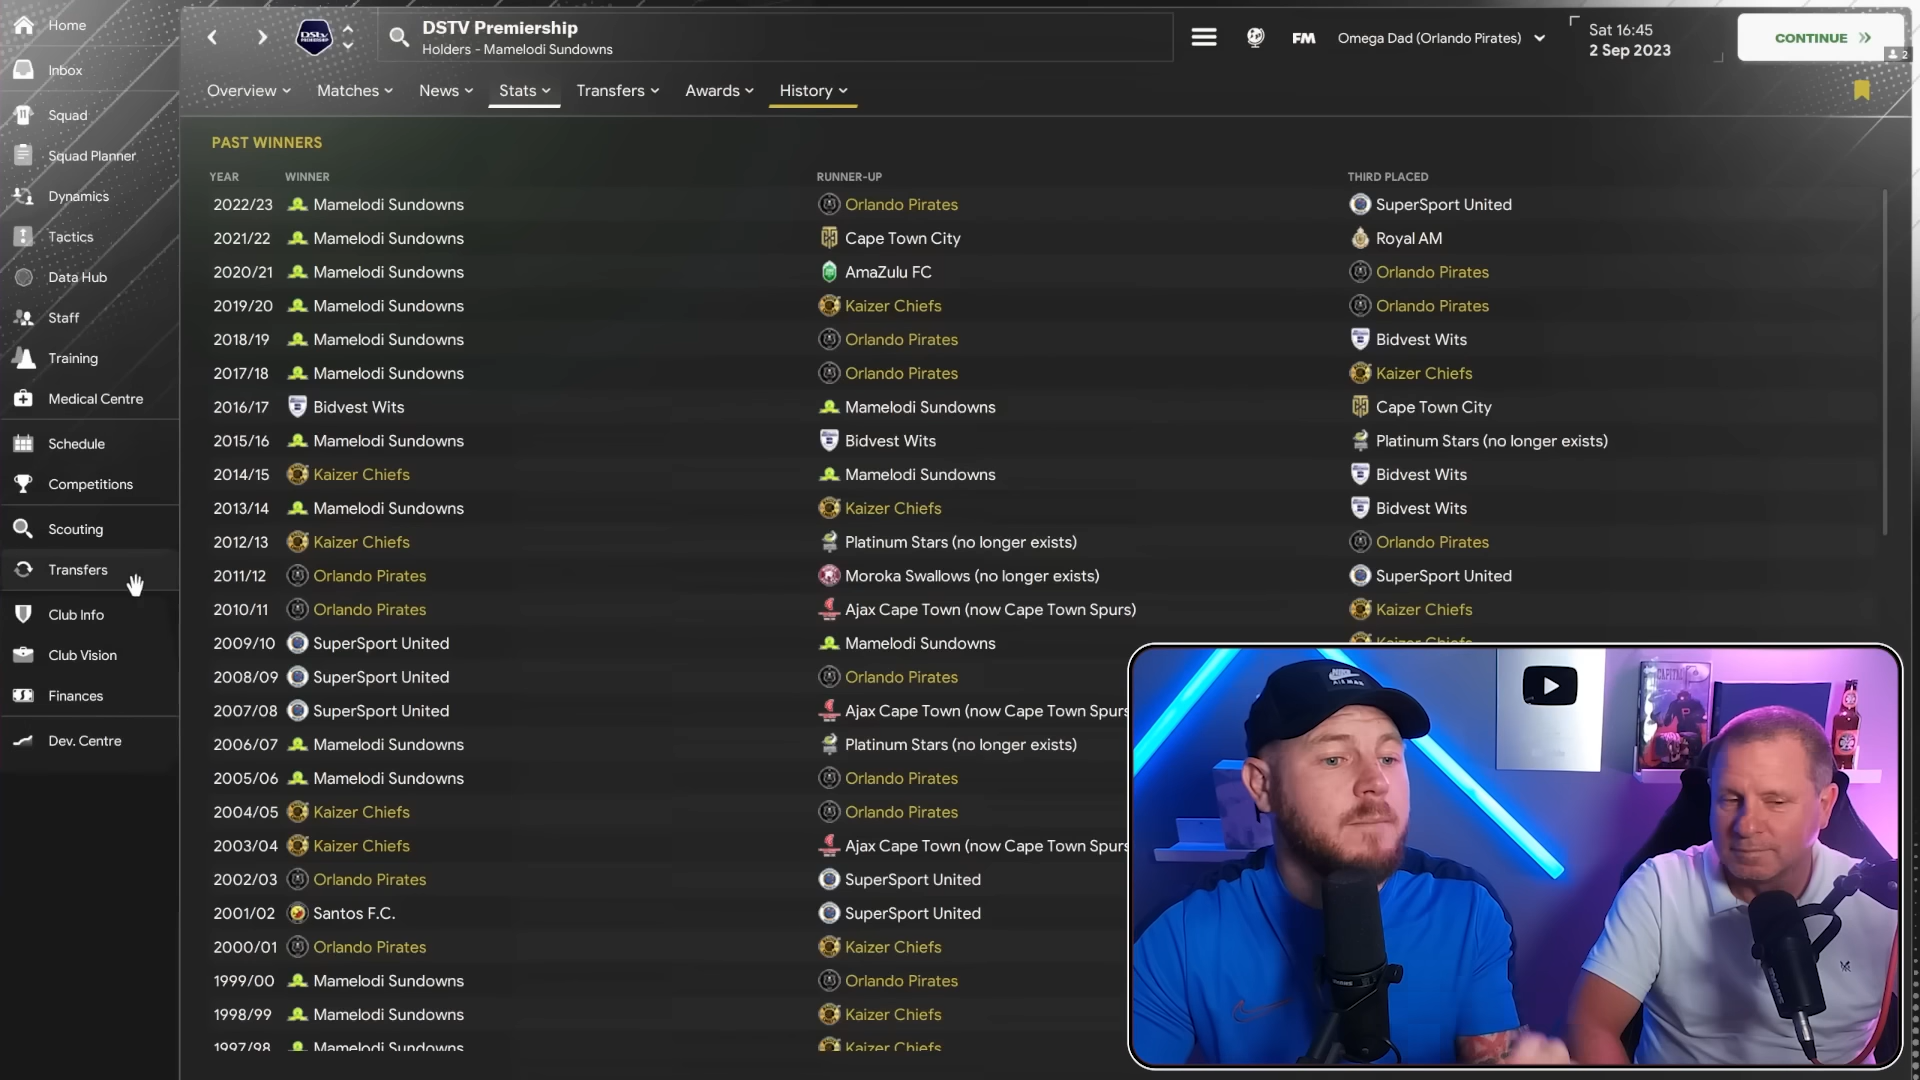 Home
Inbox
Squad
Squad Planner
Dynamics
Tactics
Data Hub
Staff
Training
Medical Centre
Schedule
Competitions
Scouting
Transfers
Club Info
Club Vision
Finances
Dev. Centre
DSTV Premiership
Holders - Mamelodi Sundowns
FM
Omega Dad (Orlando Pirates)
Sat 16:45
2 Sep 2023
CONTINUE
2
Overview Matches News Stats Transfers Awards History
PAST WINNERS
YEAR WINNER RUNNER-UP THIRD PLACED
2022/23 Mamelodi Sundowns Orlando Pirates SuperSport United
2021/22 Mamelodi Sundowns Cape Town City Royal AM
2020/21 Mamelodi Sundowns AmaZulu FC Orlando Pirates
2019/20 Mamelodi Sundowns Kaizer Chiefs Orlando Pirates
2018/19 Mamelodi Sundowns Orlando Pirates Bidvest Wits
2017/18 Mamelodi Sundowns Orlando Pirates Kaizer Chiefs
2016/17 Bidvest Wits Mamelodi Sundowns Cape Town City
2015/16 Mamelodi Sundowns Bidvest Wits Platinum Stars (no longer exists)
2014/15 Kaizer Chiefs Mamelodi Sundowns Bidvest Wits
2013/14 Mamelodi Sundowns Kaizer Chiefs Bidvest Wits
2012/13 Kaizer Chiefs Platinum Stars (no longer exists) Orlando Pirates
2011/12 Orlando Pirates Moroka Swallows (no longer exists) SuperSport United
2010/11 Orlando Pirates Ajax Cape Town (now Cape Town Spurs) Kaizer Chiefs
2009/10 SuperSport United Mamelodi Sundowns Kaizer Chiefs
2008/09 SuperSport United Orlando Pirates
2007/08 SuperSport United Ajax Cape Town (now Cape Town Spurs
2006/07 Mamelodi Sundowns Platinum Stars (no longer exists)
2005/06 Mamelodi Sundowns Orlando Pirates
2004/05 Kaizer Chiefs Orlando Pirates
2003/04 Kaizer Chiefs Ajax Cape Town (now Cape Town Spurs
2002/03 Orlando Pirates SuperSport United
2001/02 Santos F.C. SuperSport United
2000/01 Orlando Pirates Kaizer Chiefs
1999/00 Mamelodi Sundowns Orlando Pirates
1998/99 Mamelodi Sundowns Kaizer Chiefs
1997/98 Mamelodi Sundowns Kaizer Chiefs